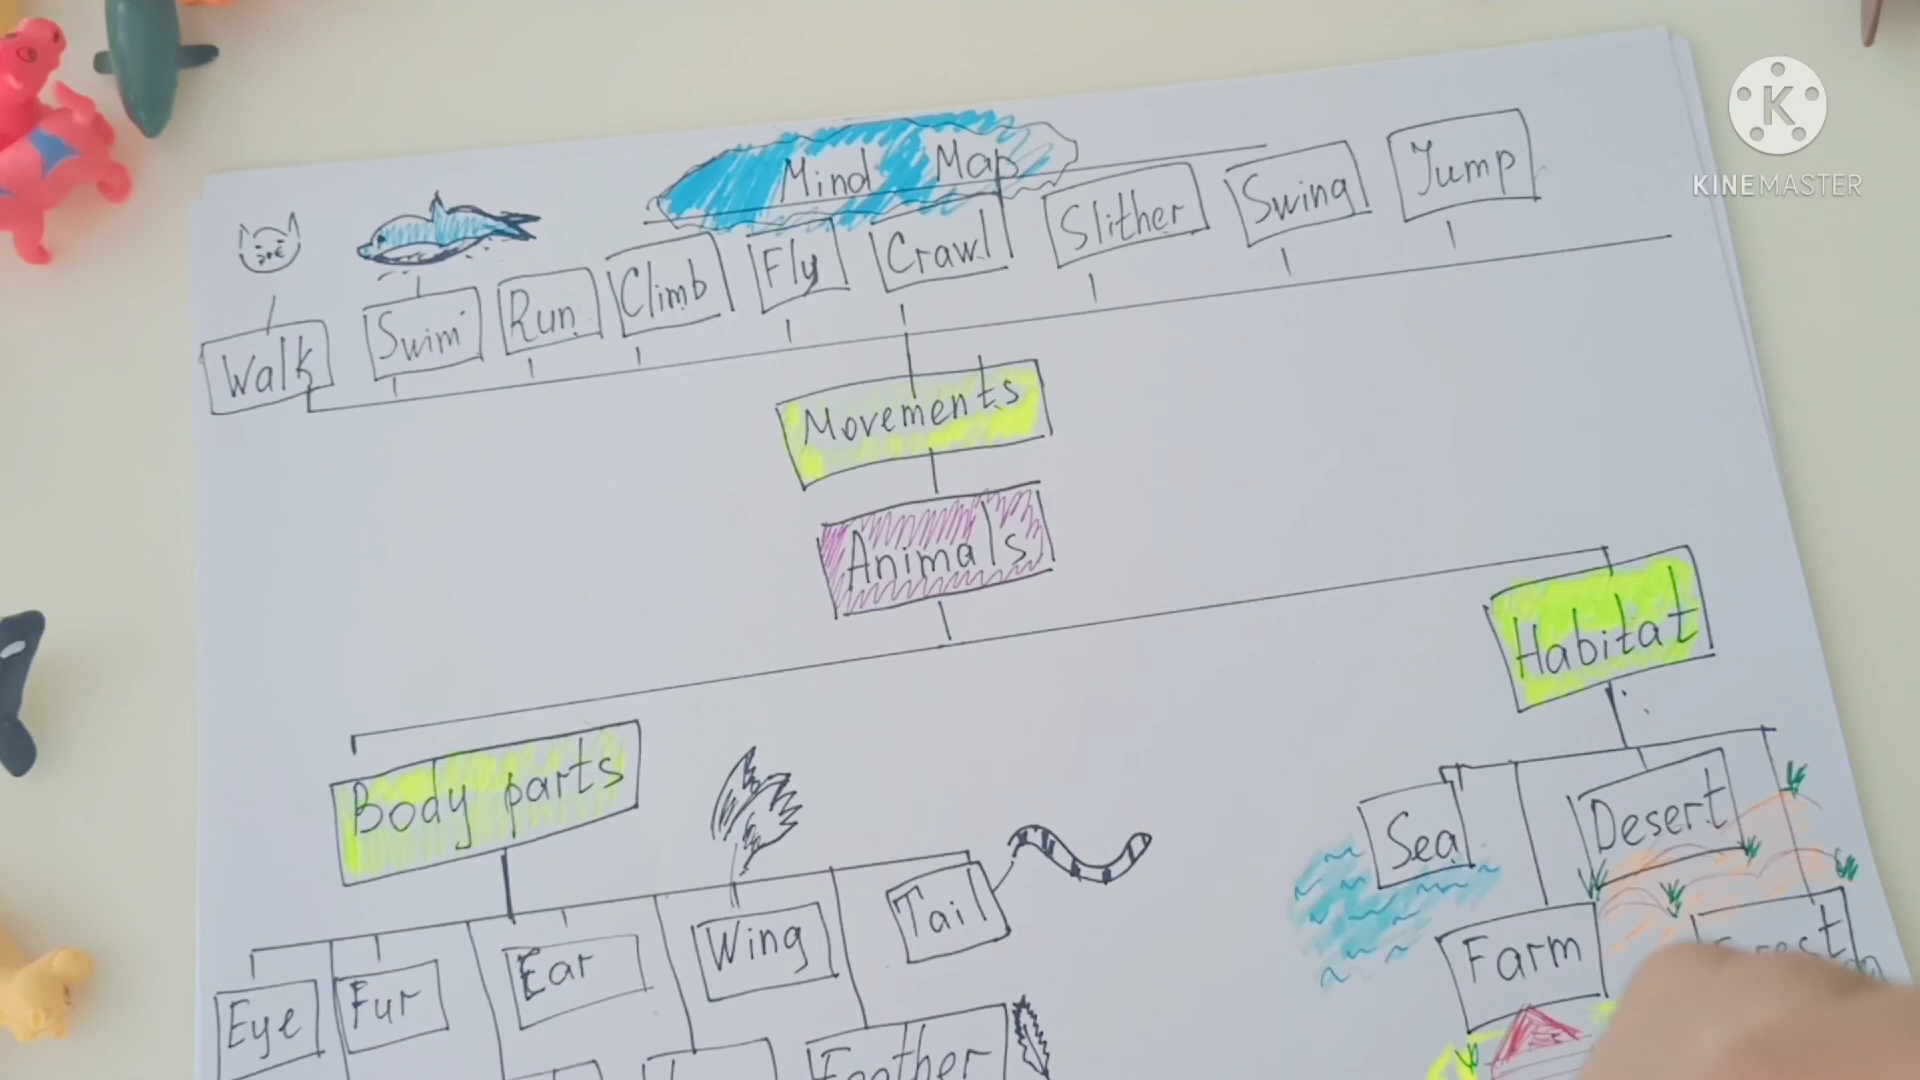 KINEMASTER
Mind Map
Walk
Swim
Run
Climb
Fly
Crawl
Slither
Swing
Jump
Movements
Animals
Habitat
Body parts
Sea
Desert
Farm
Eye
Fur
Ear
Wing
Tail